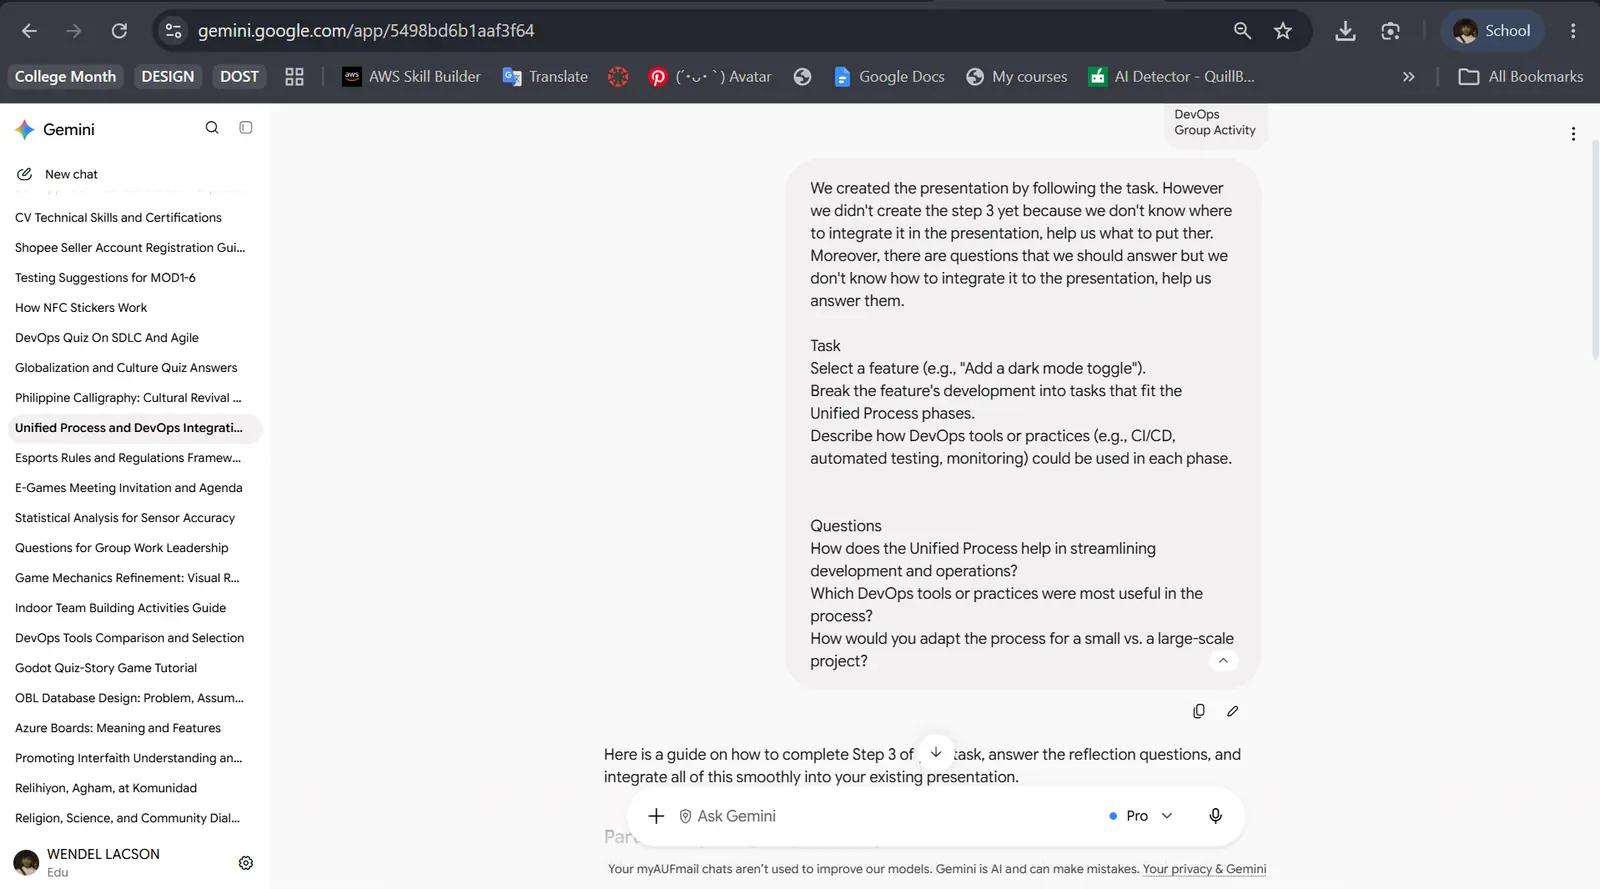 gemini.google.com/app/5498bd6b1aaf3f64
School
College Month
DESIGN
DOST
aws
AWS Skill Builder
Translate
(´･ᴗ･`) Avatar
Google Docs
My courses
AI Detector - QuillB...
»
All Bookmarks
Gemini
New chat
CV Technical Skills and Certifications
Shopee Seller Account Registration Gui...
Testing Suggestions for MOD1-6
How NFC Stickers Work
DevOps Quiz On SDLC And Agile
Globalization and Culture Quiz Answers
Philippine Calligraphy: Cultural Revival ...
Unified Process and DevOps Integrati...
Esports Rules and Regulations Framew...
E-Games Meeting Invitation and Agenda
Statistical Analysis for Sensor Accuracy
Questions for Group Work Leadership
Game Mechanics Refinement: Visual R...
Indoor Team Building Activities Guide
DevOps Tools Comparison and Selection
Godot Quiz-Story Game Tutorial
OBL Database Design: Problem, Assum...
Azure Boards: Meaning and Features
Promoting Interfaith Understanding an...
Relihiyon, Agham, at Komunidad
Religion, Science, and Community Dial...
WENDEL LACSON
Edu
DevOps
Group Activity
We created the presentation by following the task. However
we didn't create the step 3 yet because we don't know where
to integrate it in the presentation, help us what to put ther.
Moreover, there are questions that we should answer but we
don't know how to integrate it to the presentation, help us
answer them.
Task
Select a feature (e.g., "Add a dark mode toggle").
Break the feature's development into tasks that fit the
Unified Process phases.
Describe how DevOps tools or practices (e.g., CI/CD,
automated testing, monitoring) could be used in each phase.
Questions
How does the Unified Process help in streamlining
development and operations?
Which DevOps tools or practices were most useful in the
process?
How would you adapt the process for a small vs. a large-scale
project?
Here is a guide on how to complete Step 3 of task, answer the reflection questions, and
integrate all of this smoothly into your existing presentation.
Ask Gemini
Pro
Your myAUFmail chats aren't used to improve our models. Gemini is AI and can make mistakes. Your privacy & Gemini